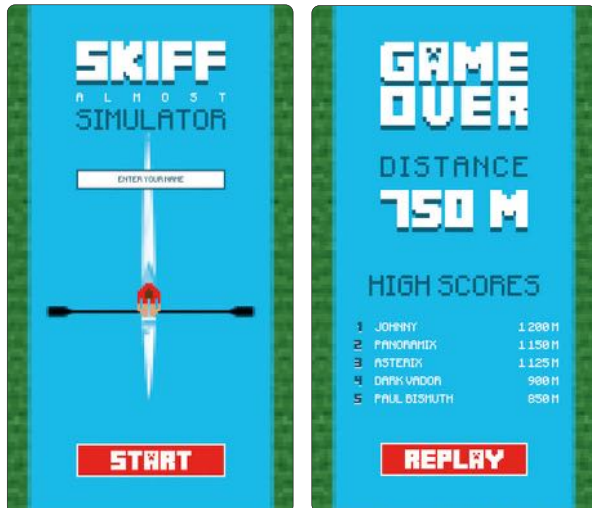 SKIFF
ALMOST
SIMULATOR
ENTER YOUR NAME
START
GAME
OVER
DISTANCE
750 M
HIGH SCORES
1 JOHNNY 1 200 M
2 PANORAMIX 1 150 M
3 ASTERIX 1 125 M
4 DARK VADOR 900 M
5 PAUL BISMUTH 850 M
REPLAY